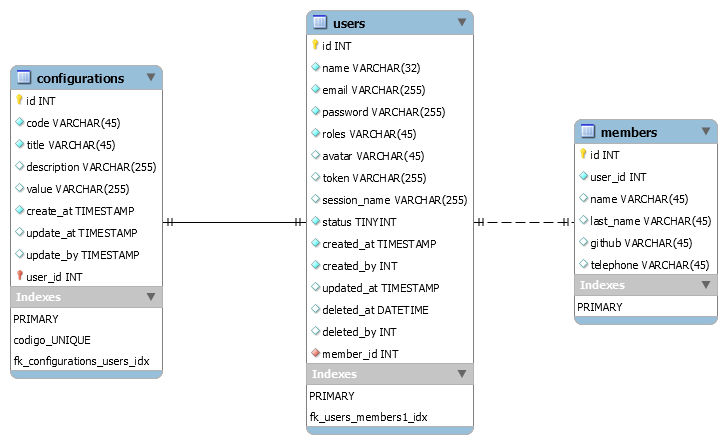 configurations
id INT
code VARCHAR(45)
title VARCHAR(45)
description VARCHAR(255)
value VARCHAR(255)
create_at TIMESTAMP
update_at TIMESTAMP
update_by TIMESTAMP
user_id INT
Indexes
PRIMARY
codigo_UNIQUE
fk_configurations_users_idx
users
id INT
name VARCHAR(32)
email VARCHAR(255)
password VARCHAR(255)
roles VARCHAR(45)
avatar VARCHAR(45)
token VARCHAR(255)
session_name VARCHAR(255)
status TINYINT
created_at TIMESTAMP
created_by INT
updated_at TIMESTAMP
deleted_at DATETIME
deleted_by INT
member_id INT
Indexes
PRIMARY
fk_users_members1_idx
members
id INT
user_id INT
name VARCHAR(45)
last_name VARCHAR(45)
github VARCHAR(45)
telephone VARCHAR(45)
Indexes
PRIMARY